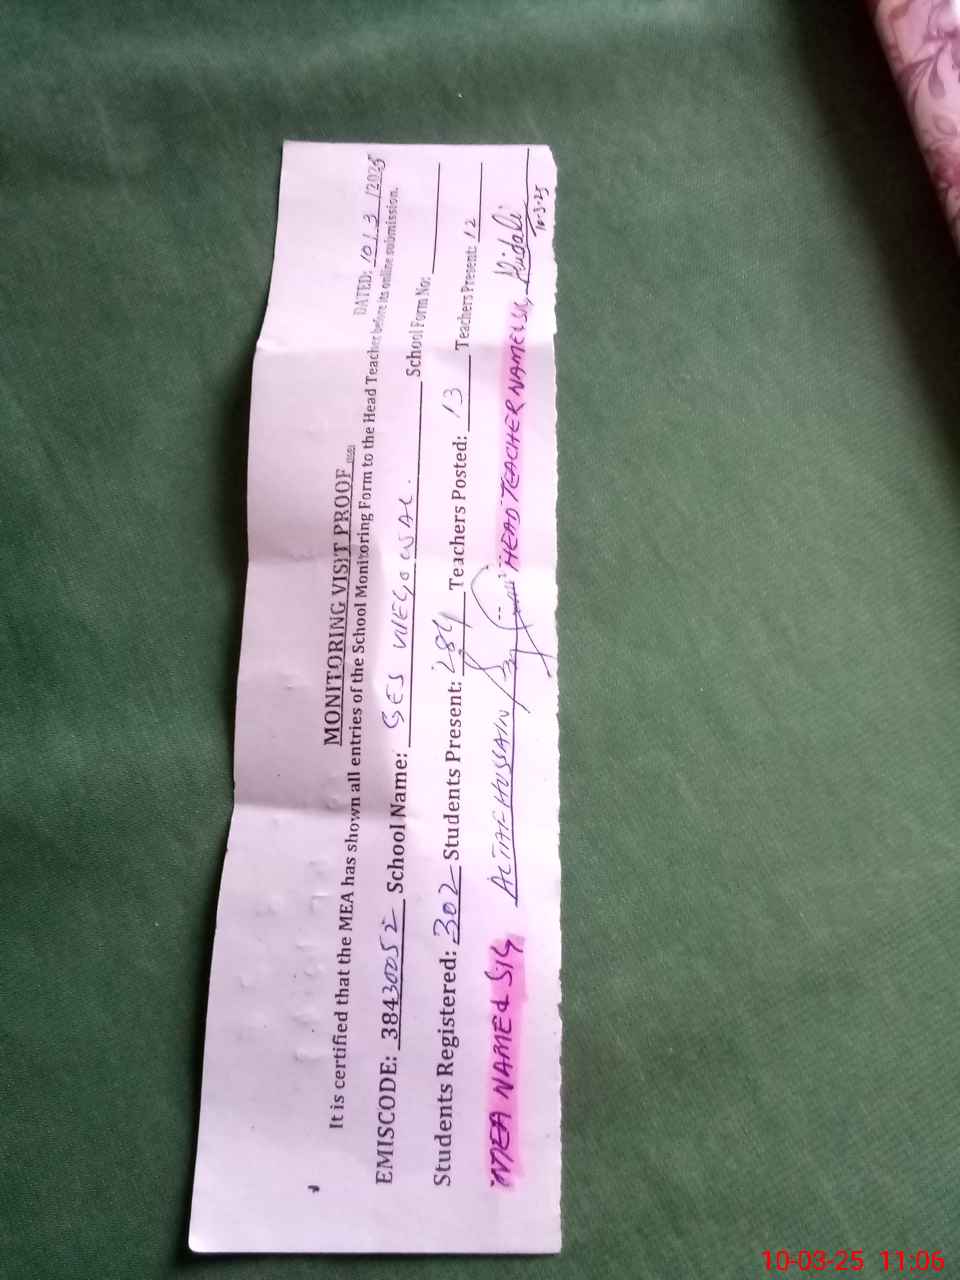 MONITORING VISIT PROOF
DATED: 10/3/2025
It is certified that the MEA has shown all entries of the School Monitoring Form to the Head Teacher before its online submission.
EMISCODE: 38430052 School Name: GES School Form No:
Students Registered: 302 Students Present: 284 Teachers Posted: 13 Teachers Present: 12
MEA NAME & SIG ALTAF HUSSAIN HEAD TEACHER NAME
10-3-25
10-03-25 11:06